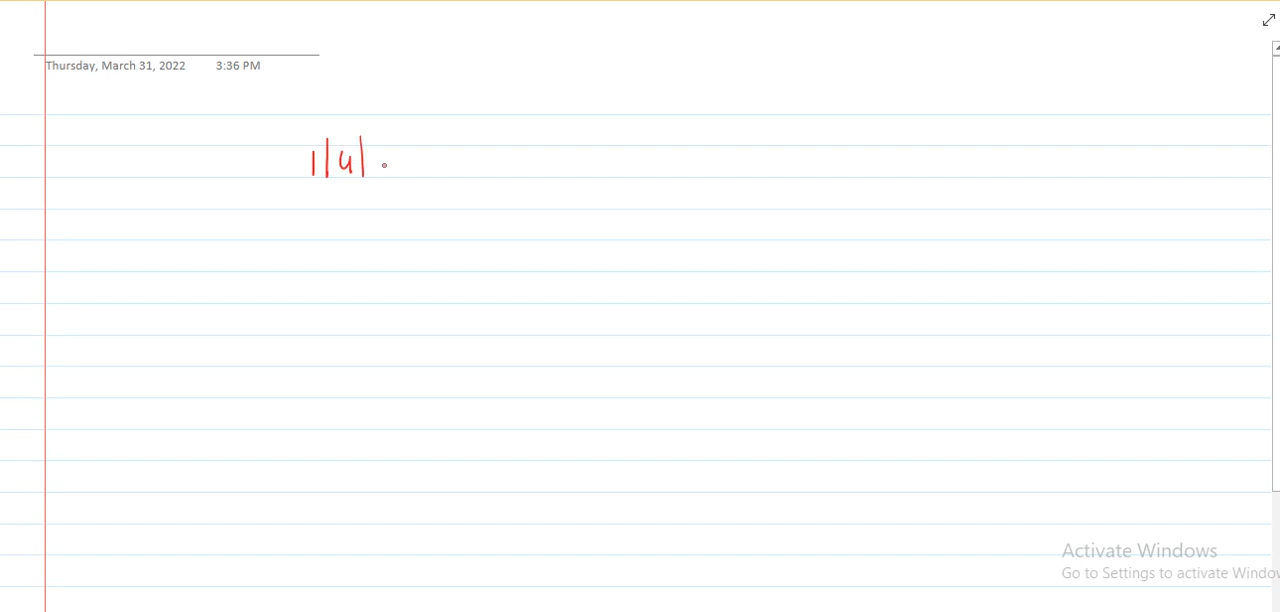 Thursday, March 31, 2022 3:36 PM
1/4/
Activate Windows
Go to Settings to activate Windo